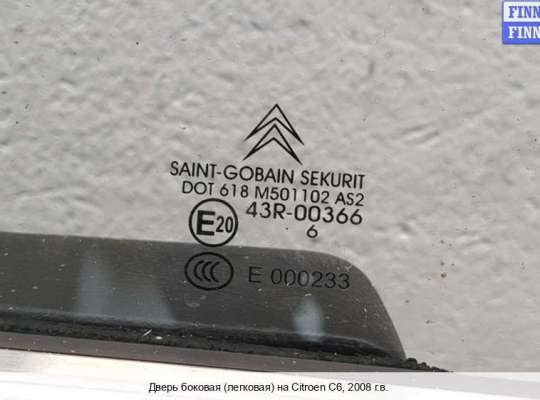 FINN
FINN
SAINT-GOBAIN SEKURIT
DOT 618 M501102 AS2
E20 43R-00366
6
CCC E 000233
Дверь боковая (легковая) на Citroen C6, 2008 г.в.